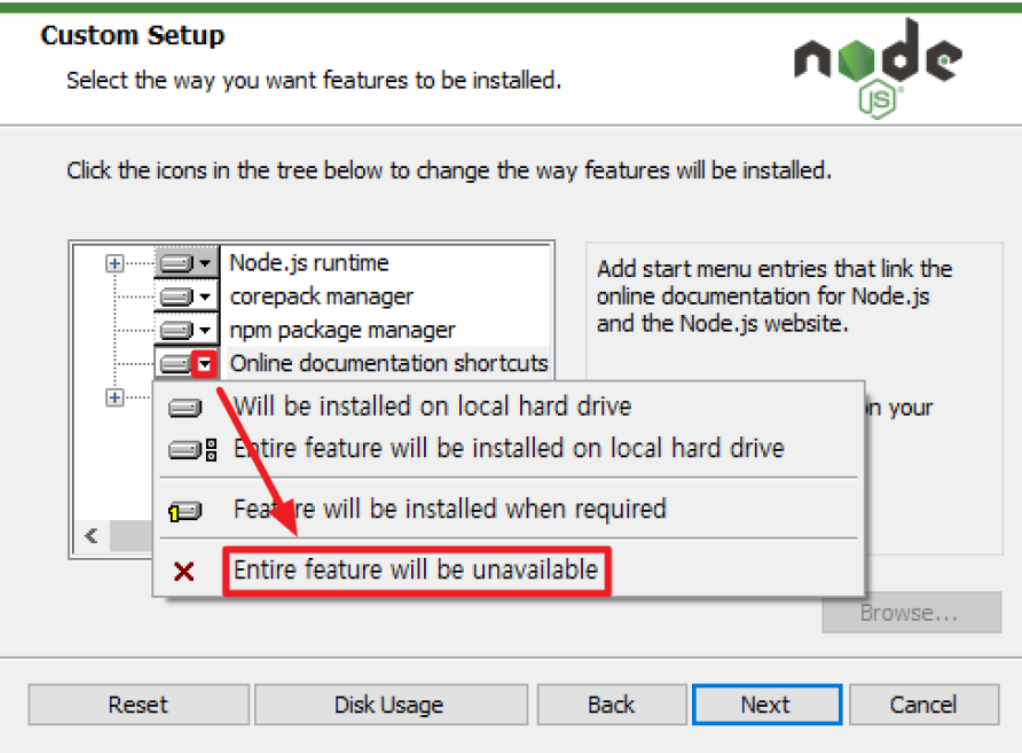 Custom Setup
Select the way you want features to be installed.
node
JS
Click the icons in the tree below to change the way features will be installed.
Node.js runtime
corepack manager
npm package manager
Online documentation shortcuts
Add start menu entries that link the
online documentation for Node.js
and the Node.js website.
Will be installed on local hard drive
Entire feature will be installed on local hard drive
Feature will be installed when required
Entire feature will be unavailable
your
Browse...
Reset
Disk Usage
Back
Next
Cancel